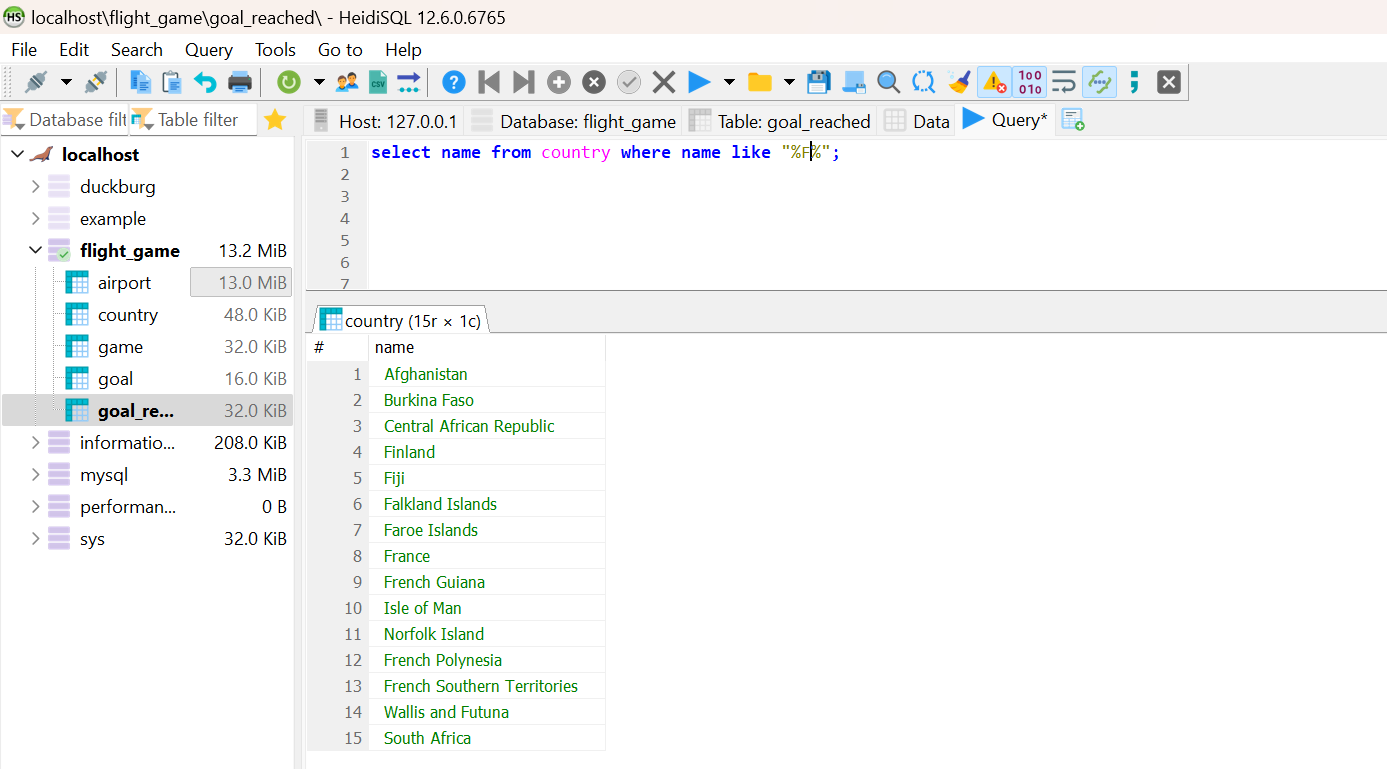 localhost\flight_game\goal_reached\ - HeidiSQL 12.6.0.6765
File Edit Search Query Tools Go to Help
Database filt Table filter
Host: 127.0.0.1 Database: flight_game Table: goal_reached Data Query*
localhost
duckburg
example
flight_game 13.2 MiB
airport 13.0 MiB
country 48.0 KiB
game 32.0 KiB
goal 16.0 KiB
goal_re... 32.0 KiB
informatio... 208.0 KiB
mysql 3.3 MiB
performan... 0 B
sys 32.0 KiB
1 select name from country where name like "%F%";
2
3
4
5
6
7
country (15r × 1c)
# name
1 Afghanistan
2 Burkina Faso
3 Central African Republic
4 Finland
5 Fiji
6 Falkland Islands
7 Faroe Islands
8 France
9 French Guiana
10 Isle of Man
11 Norfolk Island
12 French Polynesia
13 French Southern Territories
14 Wallis and Futuna
15 South Africa